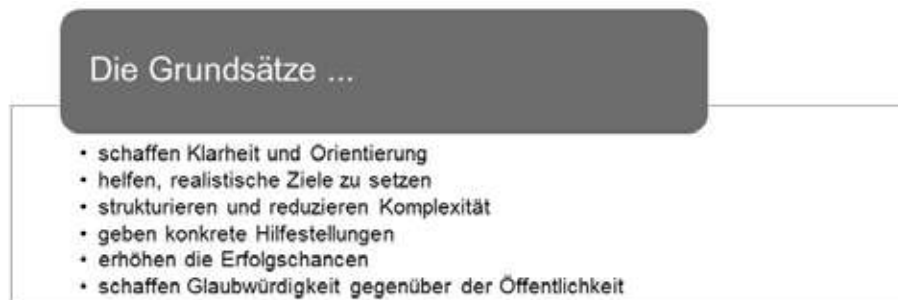 Die Grundsätze ...
• schaffen Klarheit und Orientierung
• helfen, realistische Ziele zu setzen
• strukturieren und reduzieren Komplexität
• geben konkrete Hilfestellungen
• erhöhen die Erfolgschancen
• schaffen Glaubwürdigkeit gegenüber der Öffentlichkeit